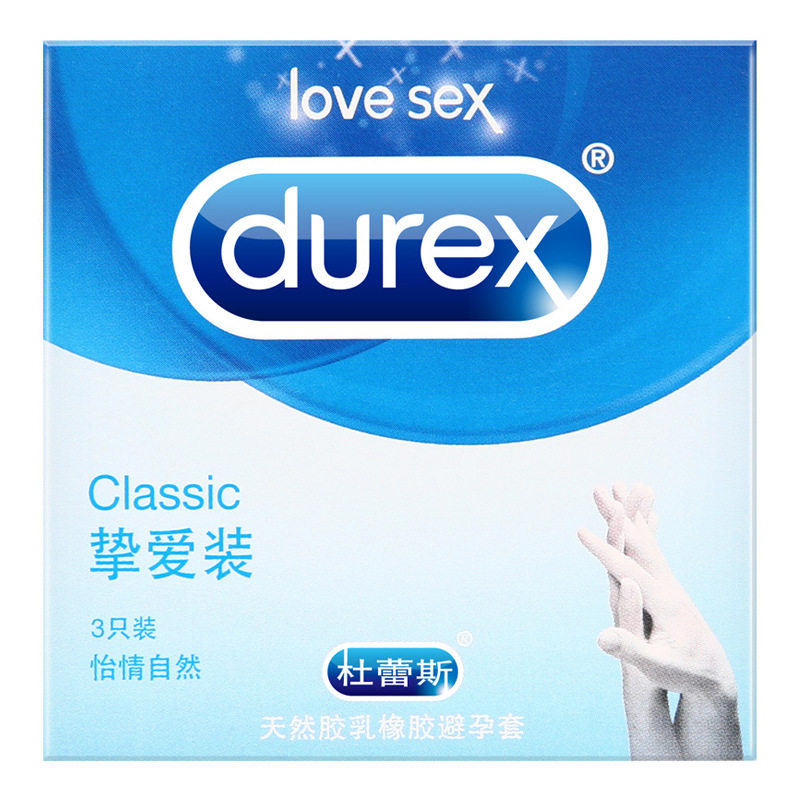 love sex
durex®
Classic
挚爱装
3只装
怡情自然
杜蕾斯®
天然胶乳橡胶避孕套